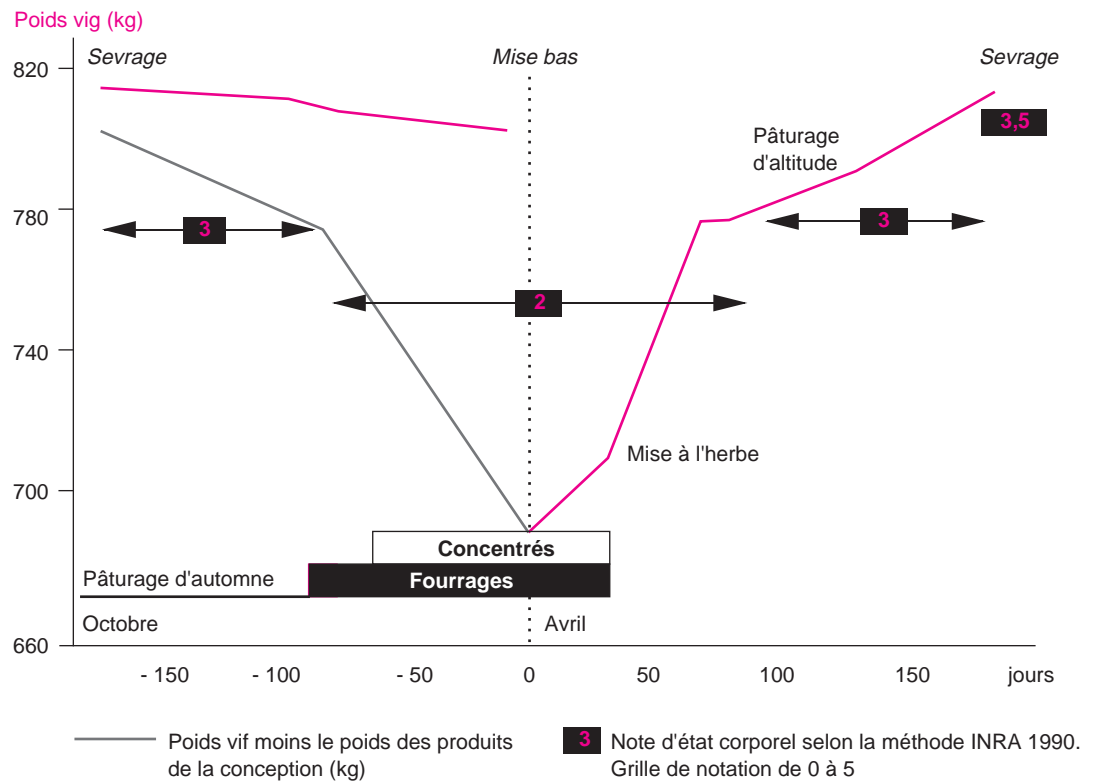 Poids vig (kg)
Sevrage
Mise bas
Sevrage
820
3,5
Pâturage
d'altitude
780
3
3
2
740
Mise à l'herbe
700
Concentrés
Pâturage d'automne
Fourrages
Octobre
Avril
660
- 150
- 100
- 50
0
50
100
150
jours
Poids vif moins le poids des produits
de la conception (kg)
3
Note d'état corporel selon la méthode INRA 1990.
Grille de notation de 0 à 5